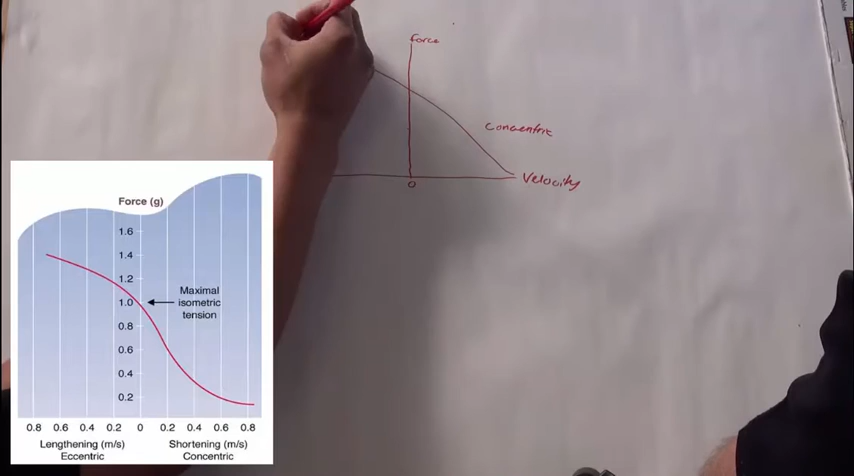 Force
Concentric
Velocity
0
Force (g)
1.6
1.4
1.2
1.0
0.8
0.6
0.4
0.2
Maximal
isometric
tension
0.8 0.6 0.4 0.2 0 0.2 0.4 0.6 0.8
Lengthening (m/s) Shortening (m/s)
Eccentric Concentric